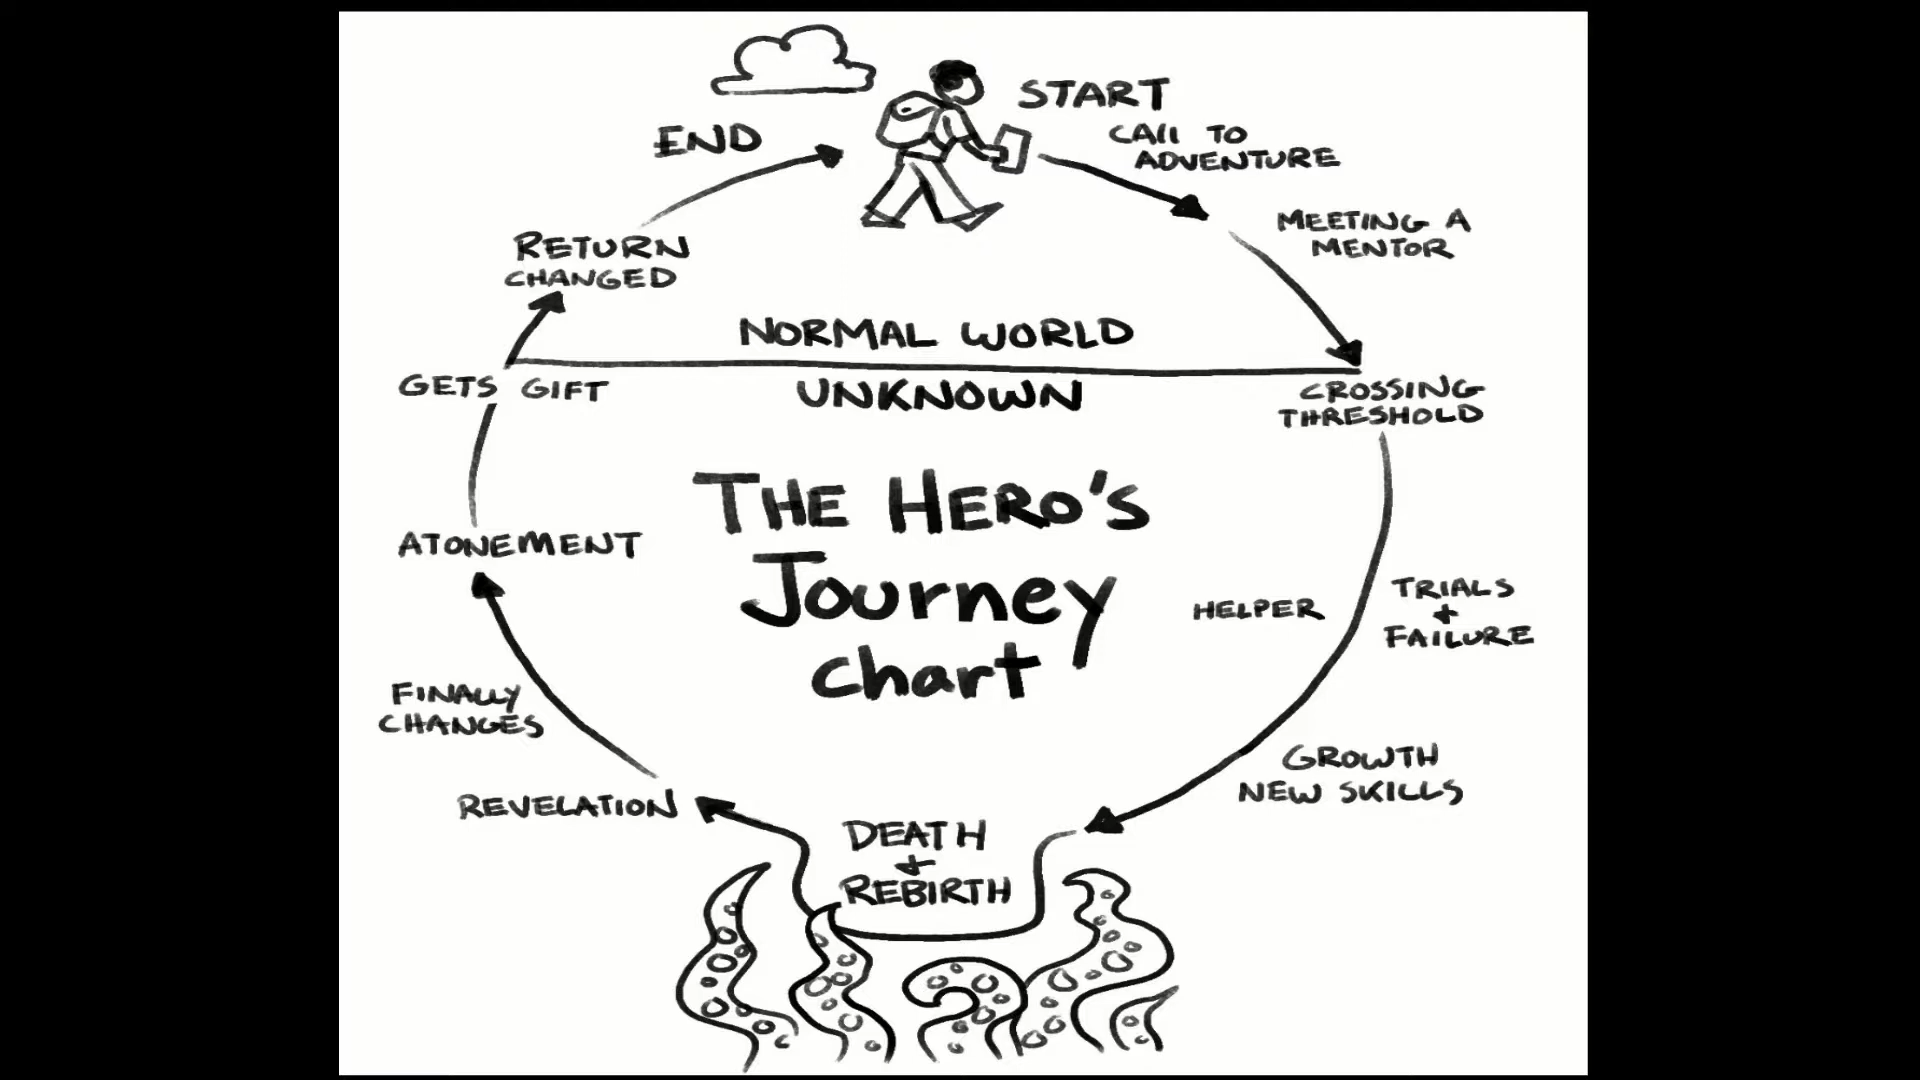 START
CALL TO
ADVENTURE
MEETING A
MENTOR
CROSSING
THRESHOLD
HELPER
TRIALS
+
FAILURE
GROWTH
NEW SKILLS
DEATH
+
REBIRTH
REVELATION
FINALLY
CHANGES
ATONEMENT
GETS GIFT
RETURN
CHANGED
END
NORMAL WORLD
UNKNOWN
THE HERO'S
JOURNEY
chart